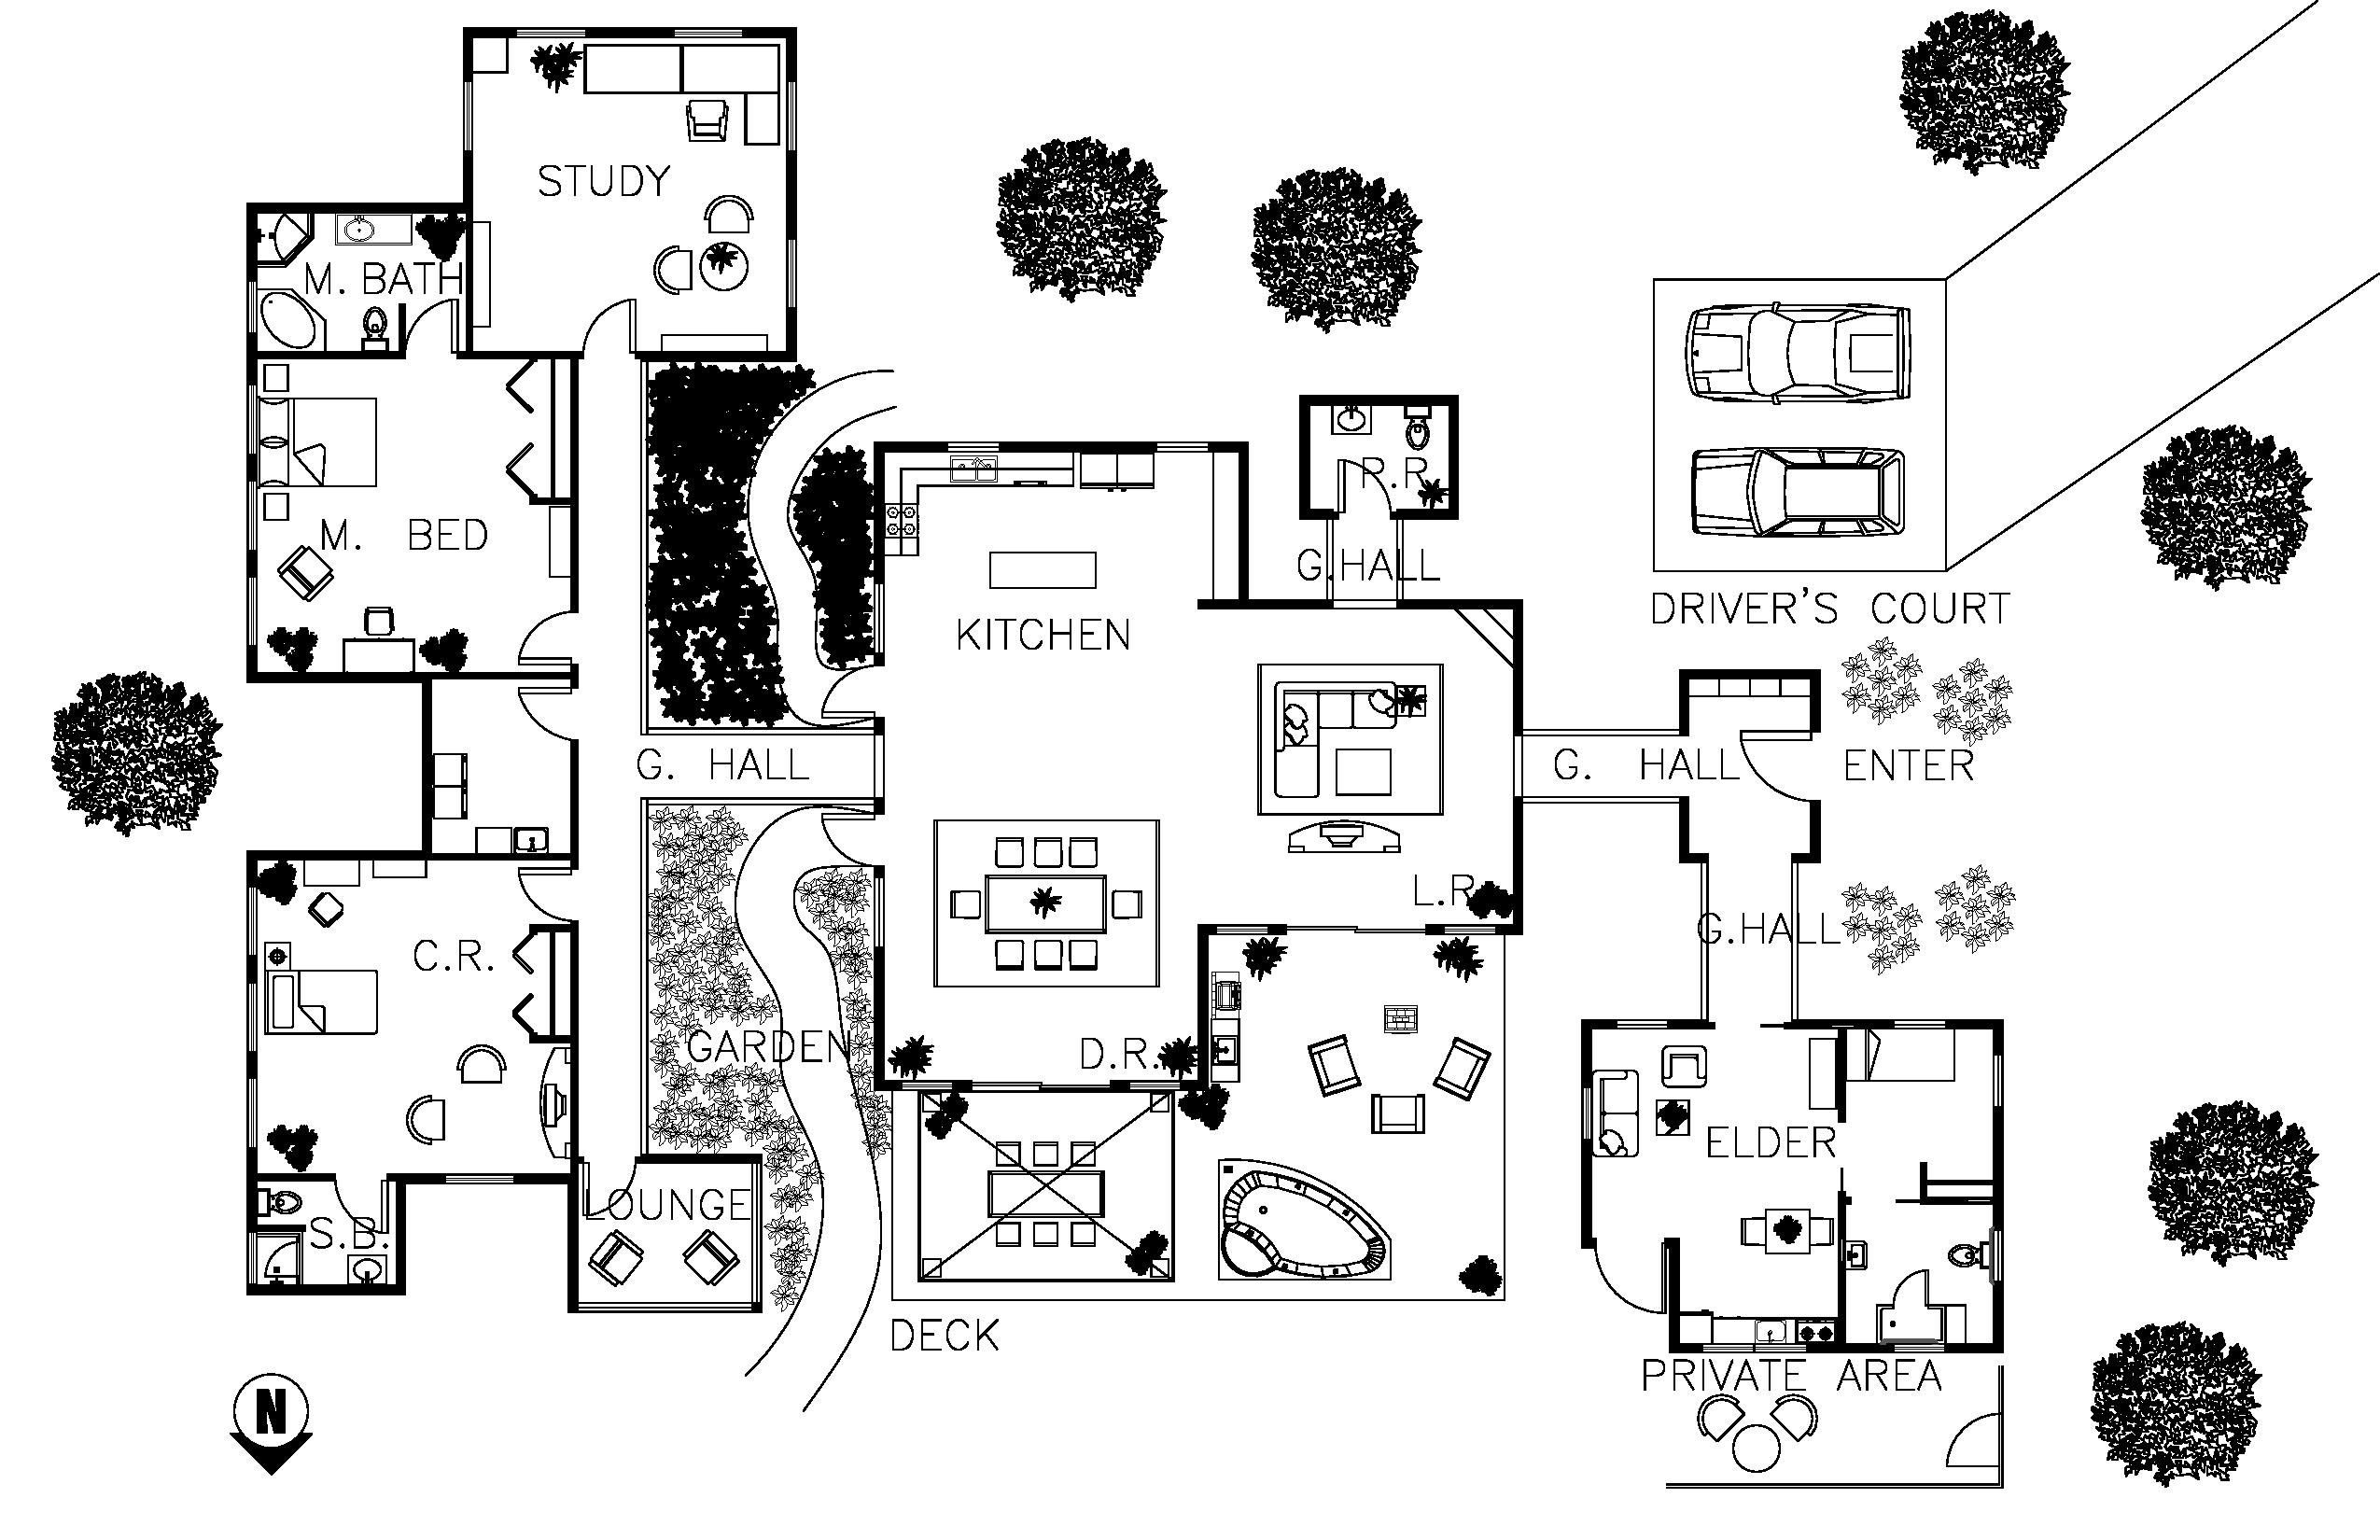 STUDY
M. BATH
M. BED
R.R.
G.HALL
DRIVER'S COURT
KITCHEN
G. HALL
G. HALL
ENTER
L.R.
G.HALL
C.R.
GARDEN
D.R.
ELDER
LOUNGE
S.B.
DECK
PRIVATE AREA
N